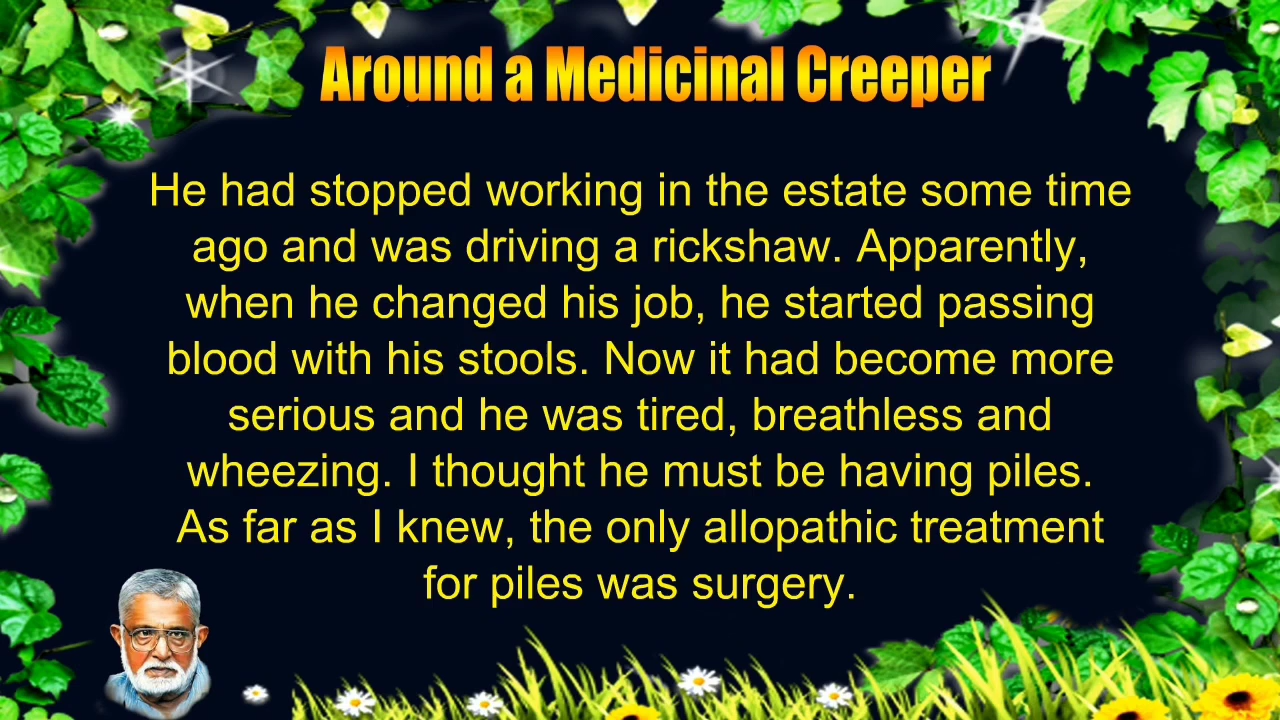 Around a Medicinal Creeper
He had stopped working in the estate some time
ago and was driving a rickshaw. Apparently,
when he changed his job, he started passing
blood with his stools. Now it had become more
serious and he was tired, breathless and
wheezing. I thought he must be having piles.
As far as I knew, the only allopathic treatment
for piles was surgery.